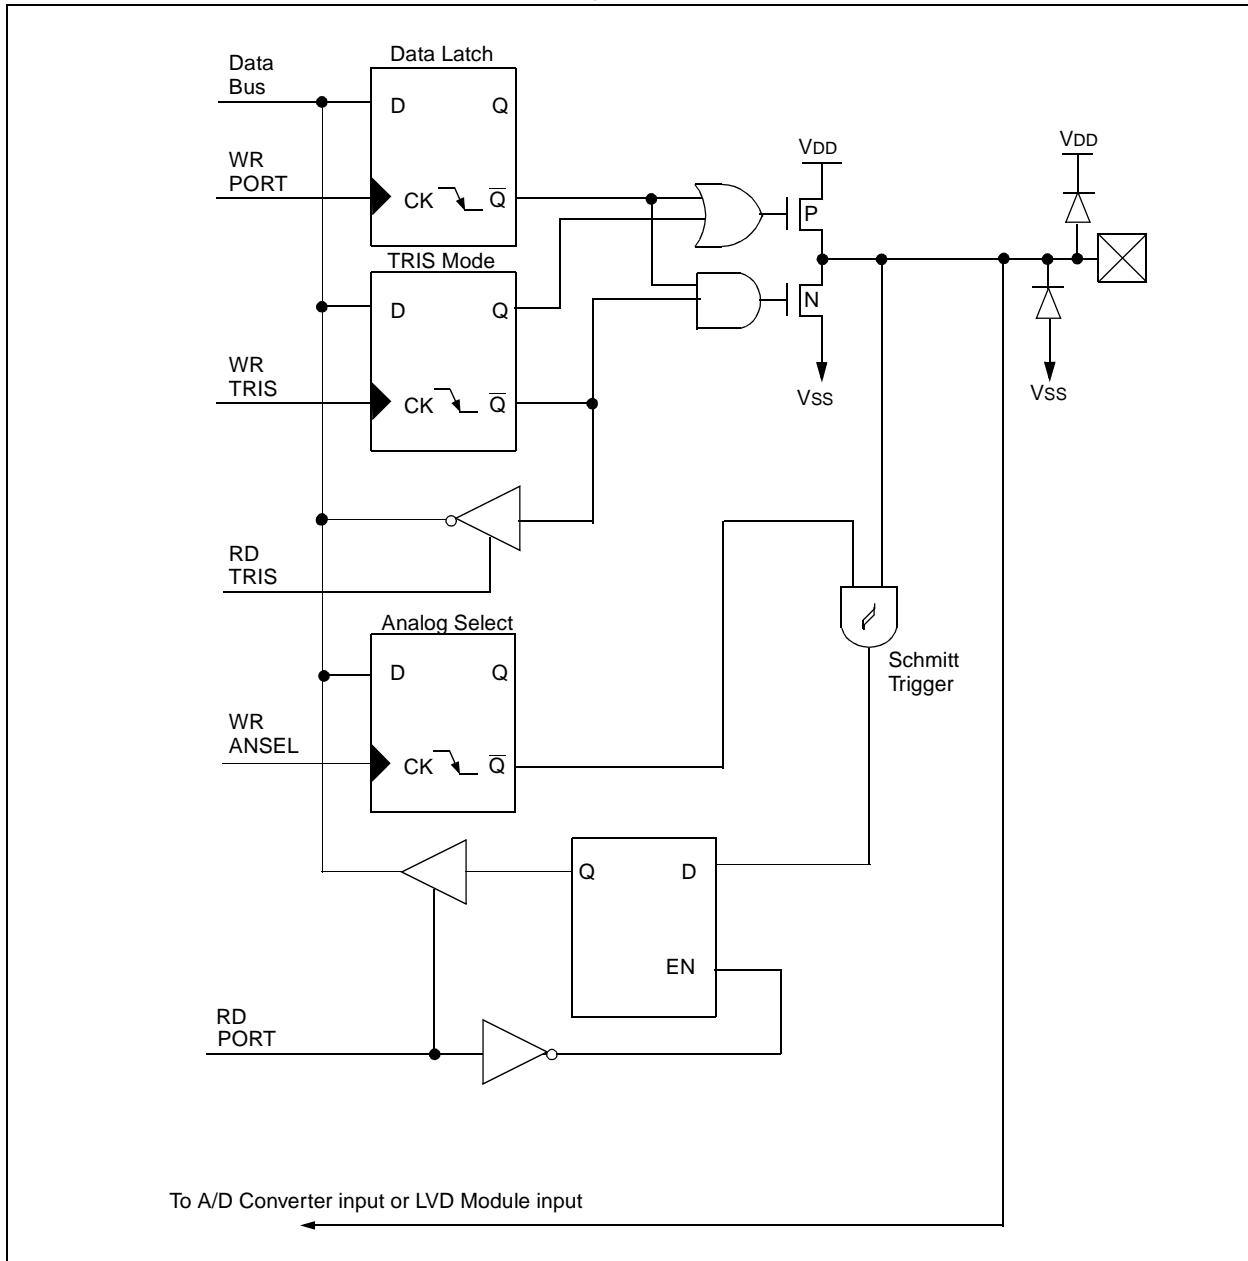 Data Latch
Data
Bus
D Q
WR
PORT
CK Q̅
VDD
P
VDD
TRIS Mode
D Q
N
WR
TRIS
CK Q̅
VSS
VSS
RD
TRIS
Analog Select
D Q
Schmitt
Trigger
WR
ANSEL
CK Q̅
Q D
EN
RD
PORT
To A/D Converter input or LVD Module input